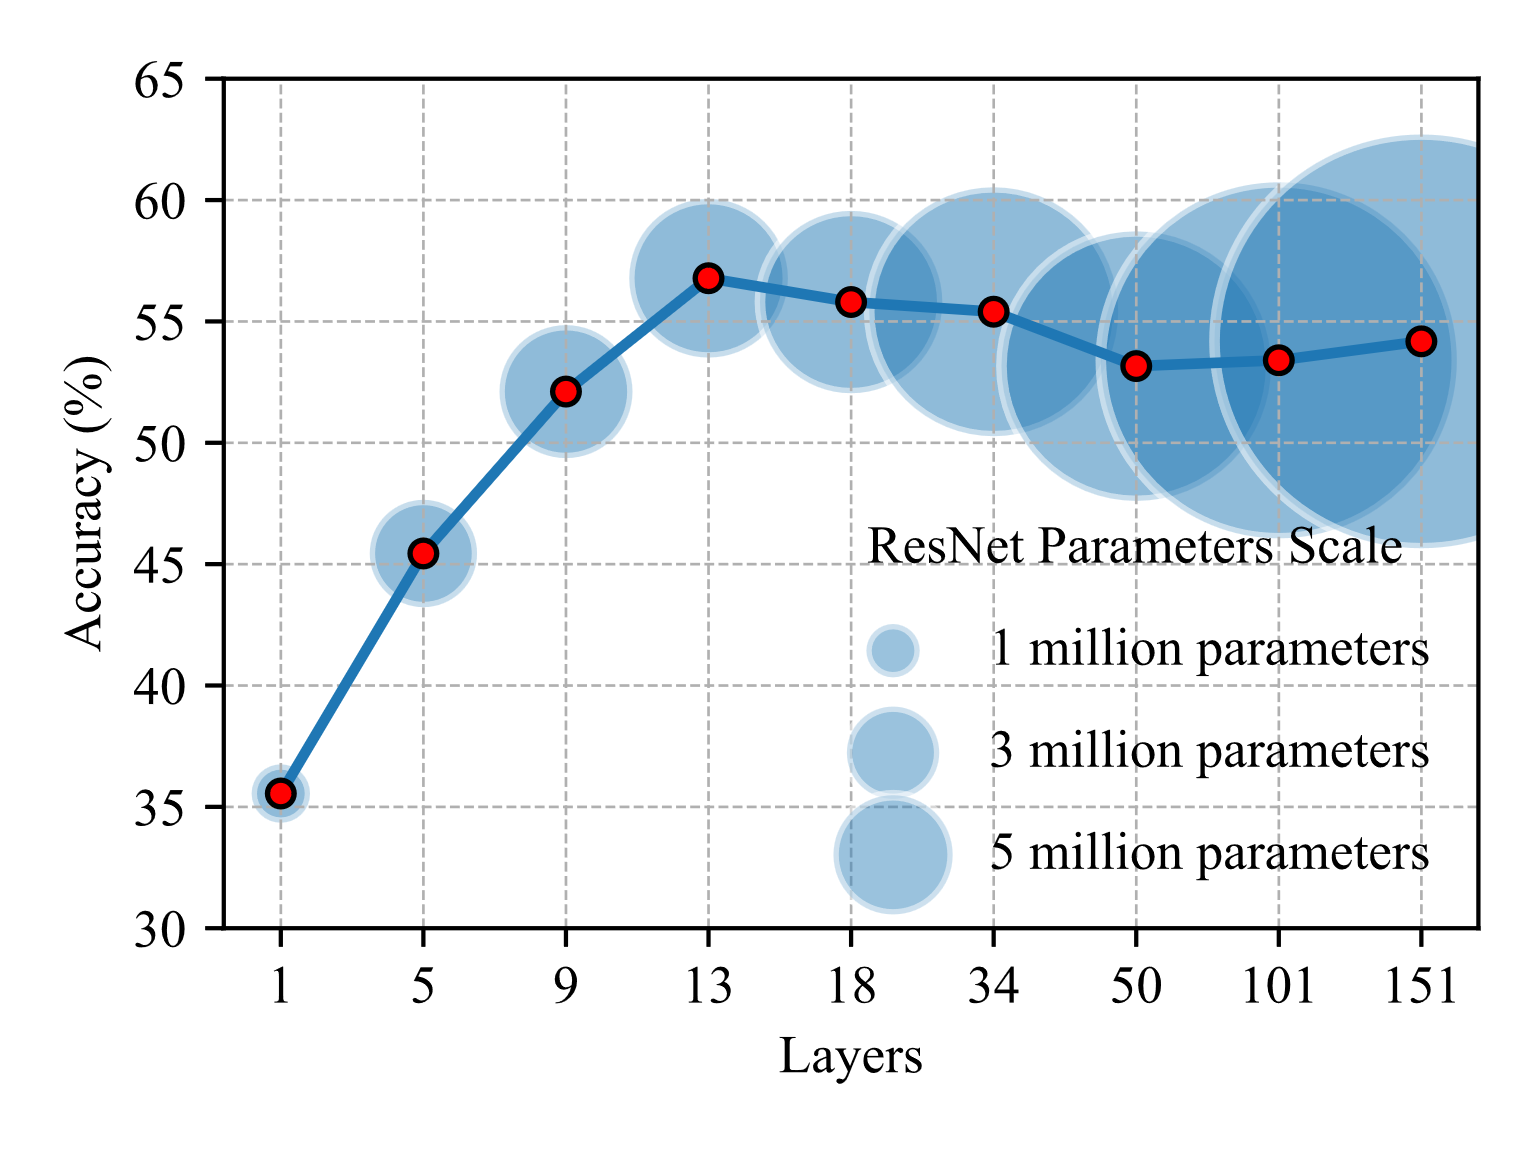 65
60
55
50
45
40
35
30
Accuracy (%)
ResNet Parameters Scale
1 million parameters
3 million parameters
5 million parameters
1 5 9 13 18 34 50 101 151
Layers